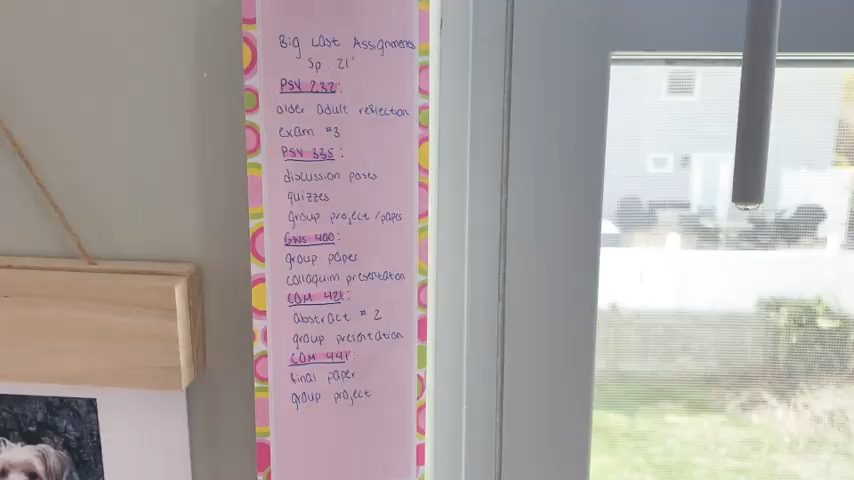 Big Last Assignments
Sp. 21'
PSY 232:
older adult reflection
exam #3
PSY 335:
discussion posts
quizzes
group project/paper
GWS 400:
group paper
colloquim presentation
COM 421:
abstract #2
group presentation
COM 441:
final paper
group project